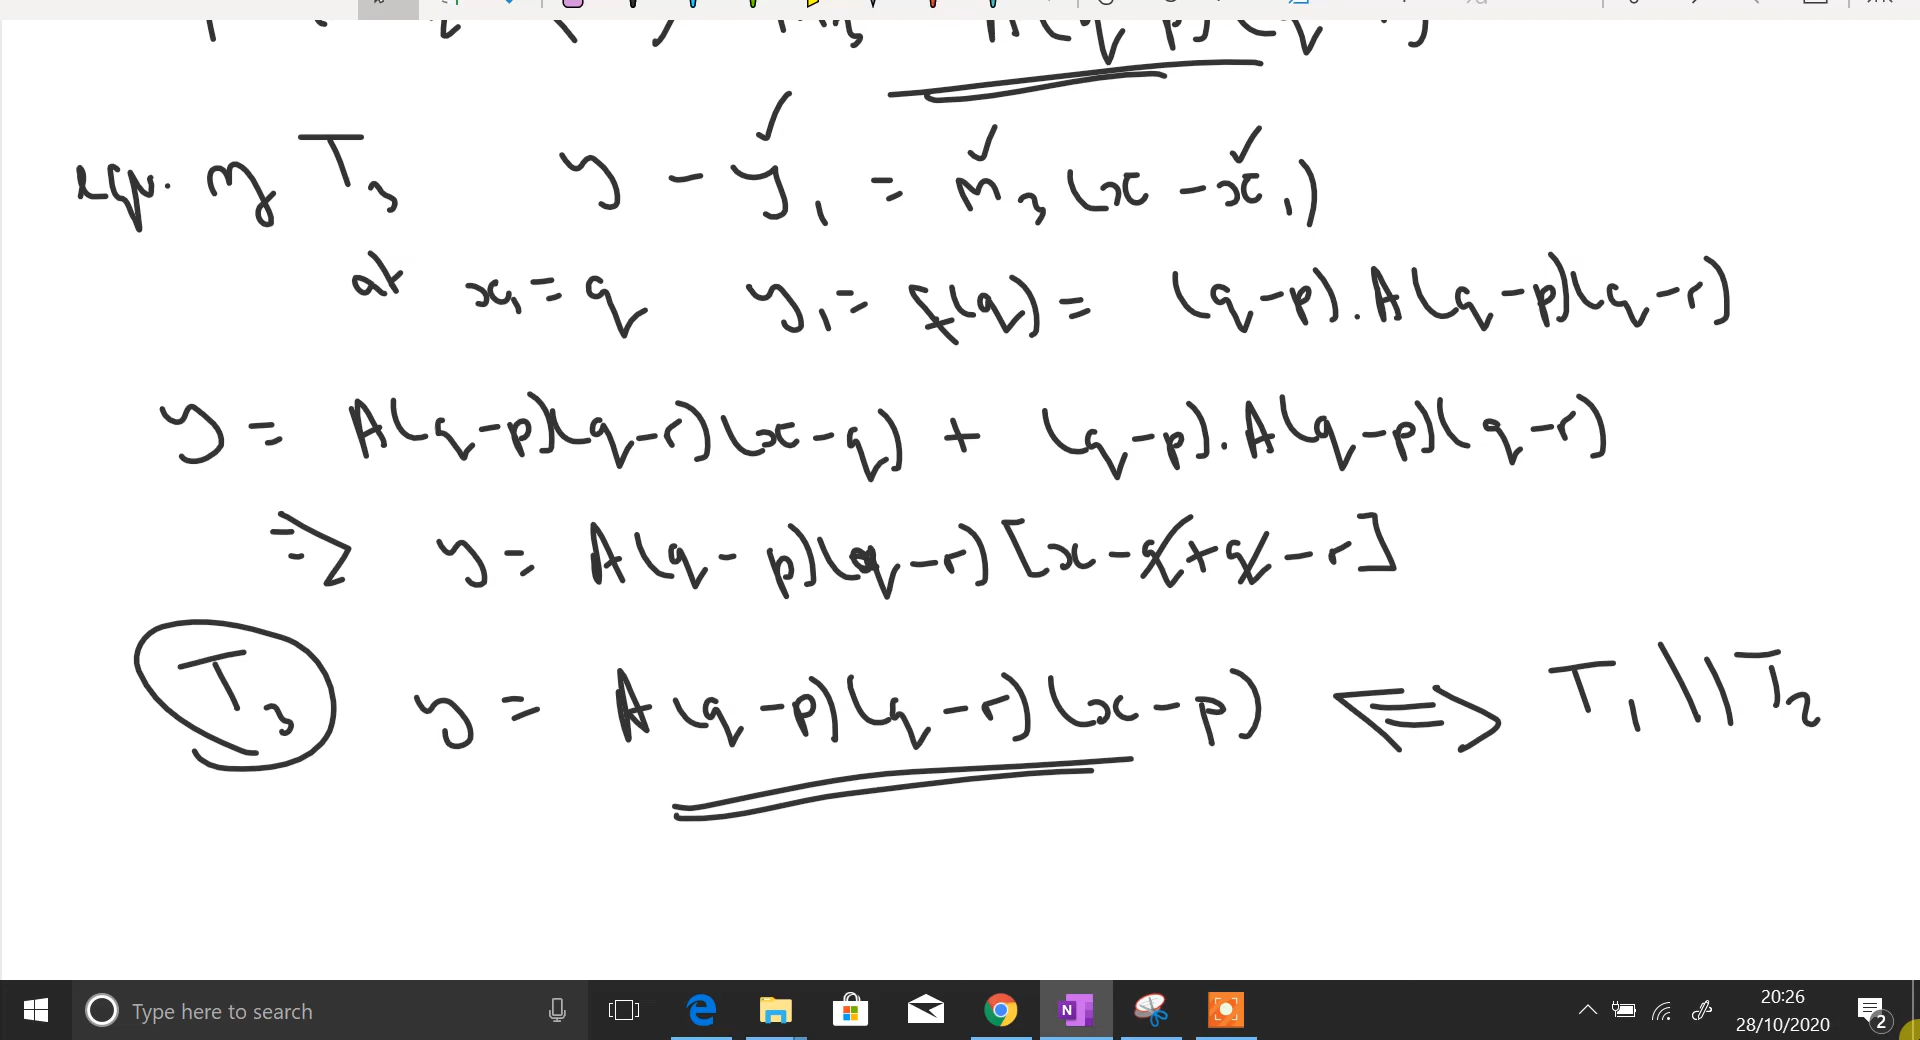 eqn. of T₃ y - y₁ = m₃ (x - x₁)
at x₁ = q y₁ = f(q) = (q-p).A(q-p)(q-r)
y = A(q-p)(q-r)(x-q) + (q-p).A(q-p)(q-r)
⇒ y = A(q-p)(q-r)[x-q+q-r]
T₃ y = A(q-p)(q-r)(x-p) ⇔ T₁ \\ T₂
Type here to search
N
20:26
28/10/2020
2